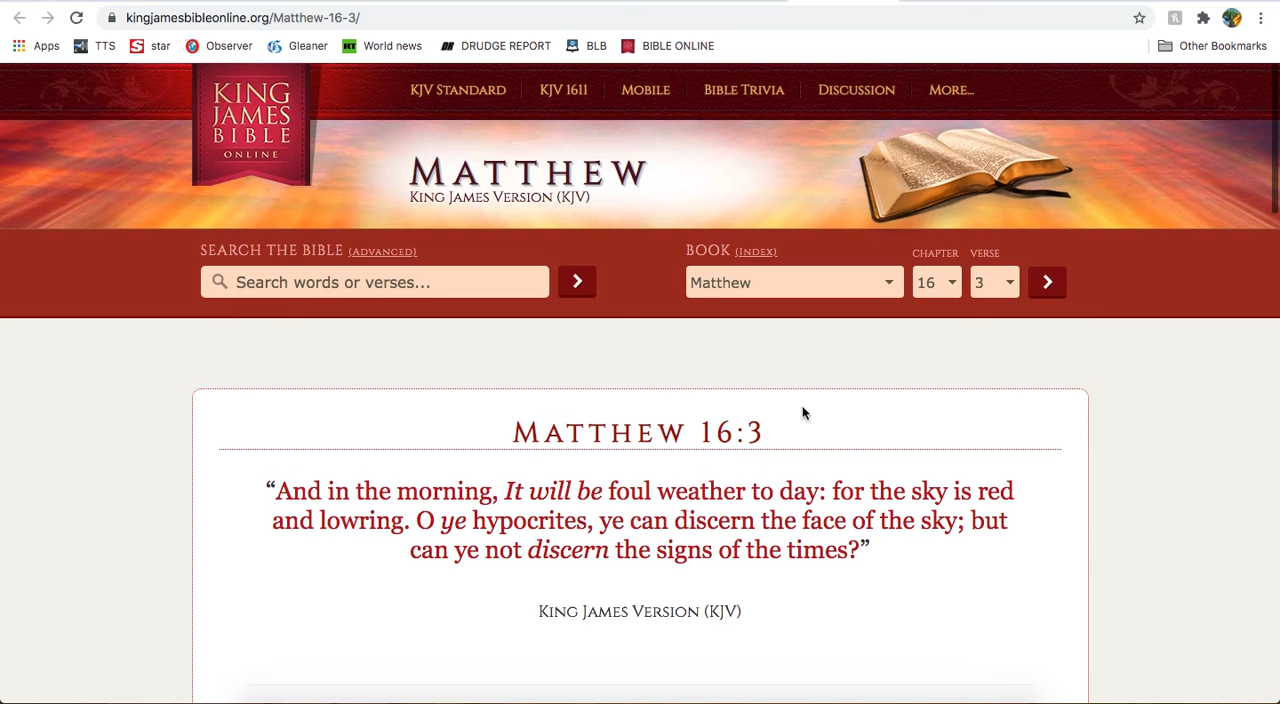 kingjamesbibleonline.org/Matthew-16-3/
Apps TTS star Observer Gleaner RT World news DRUDGE REPORT BLB BIBLE ONLINE Other Bookmarks
KING
JAMES
BIBLE
ONLINE
KJV STANDARD KJV 1611 MOBILE BIBLE TRIVIA DISCUSSION MORE...
MATTHEW
KING JAMES VERSION (KJV)
SEARCH THE BIBLE (ADVANCED) BOOK (INDEX) CHAPTER VERSE
Search words or verses... Matthew 16 3
MATTHEW 16:3
“And in the morning, It will be foul weather to day: for the sky is red
and lowring. O ye hypocrites, ye can discern the face of the sky; but
can ye not discern the signs of the times?”
KING JAMES VERSION (KJV)